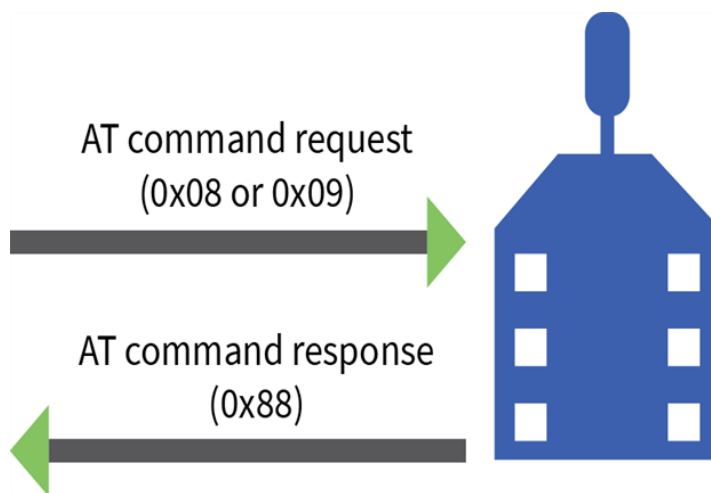 AT command request
(0x08 or 0x09)
AT command response
(0x88)